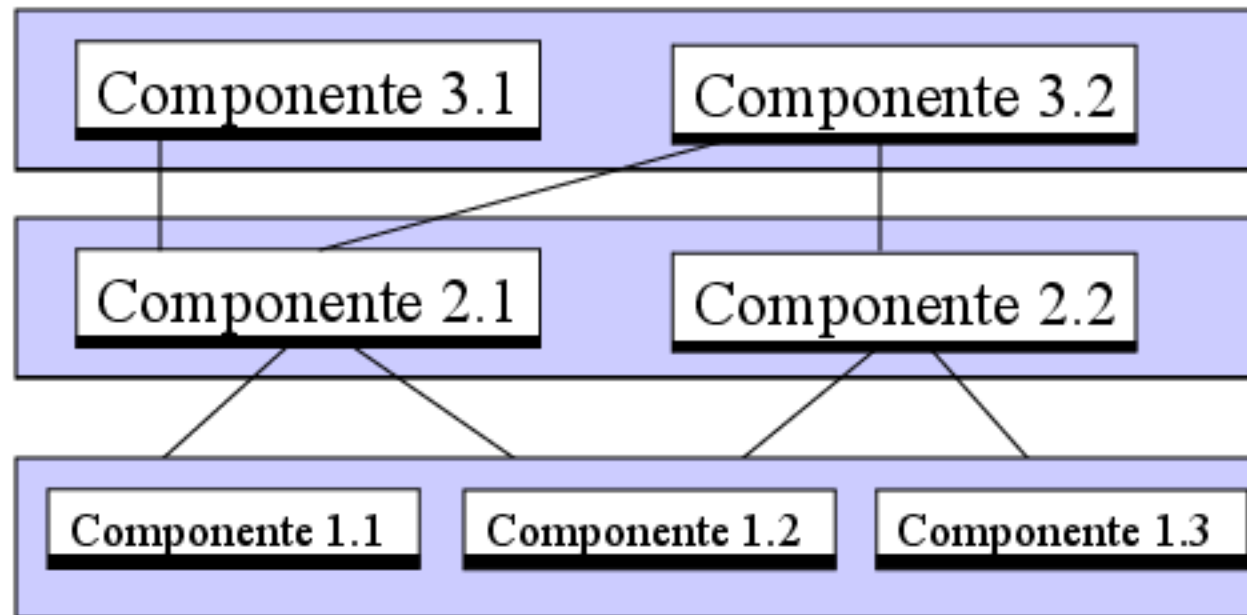 Componente 3.1
Componente 3.2
Componente 2.1
Componente 2.2
Componente 1.1
Componente 1.2
Componente 1.3